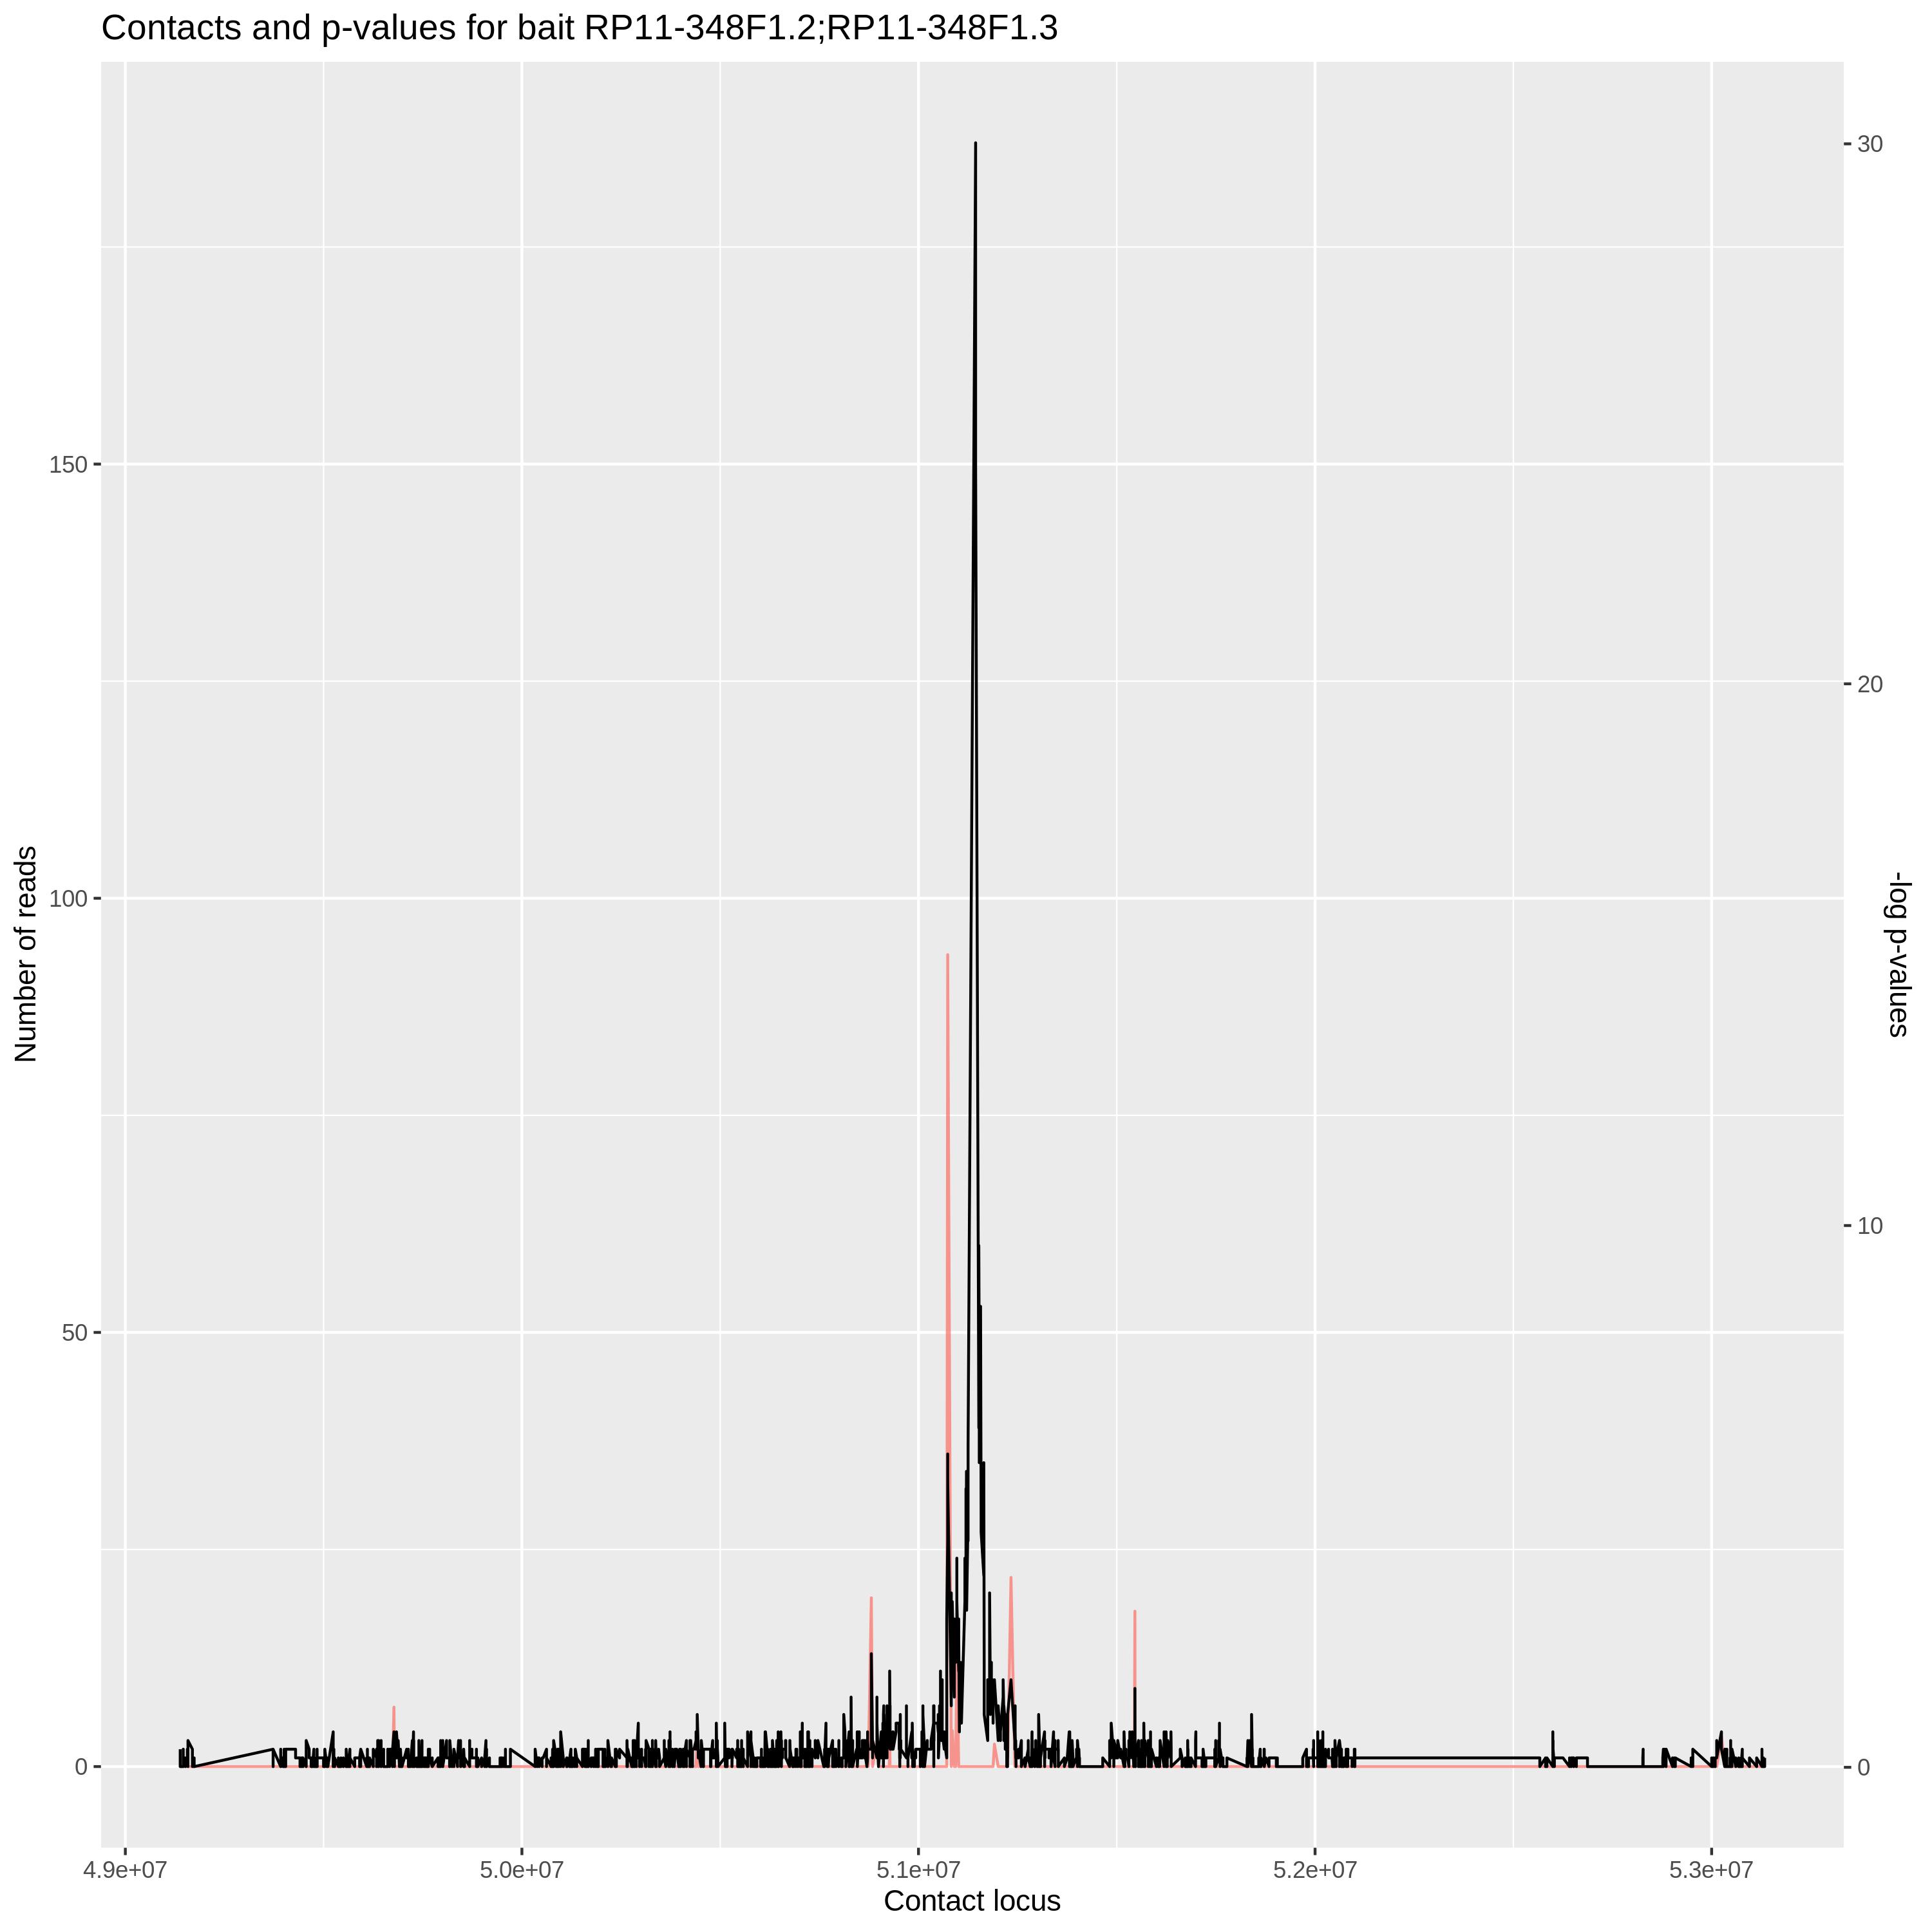 Contacts and p-values for bait RP11-348F1.2;RP11-348F1.3
30
150
20
100
Number of reads
-log p-values
10
50
0
0
4.9e+07 5.0e+07 5.1e+07 5.2e+07 5.3e+07
Contact locus